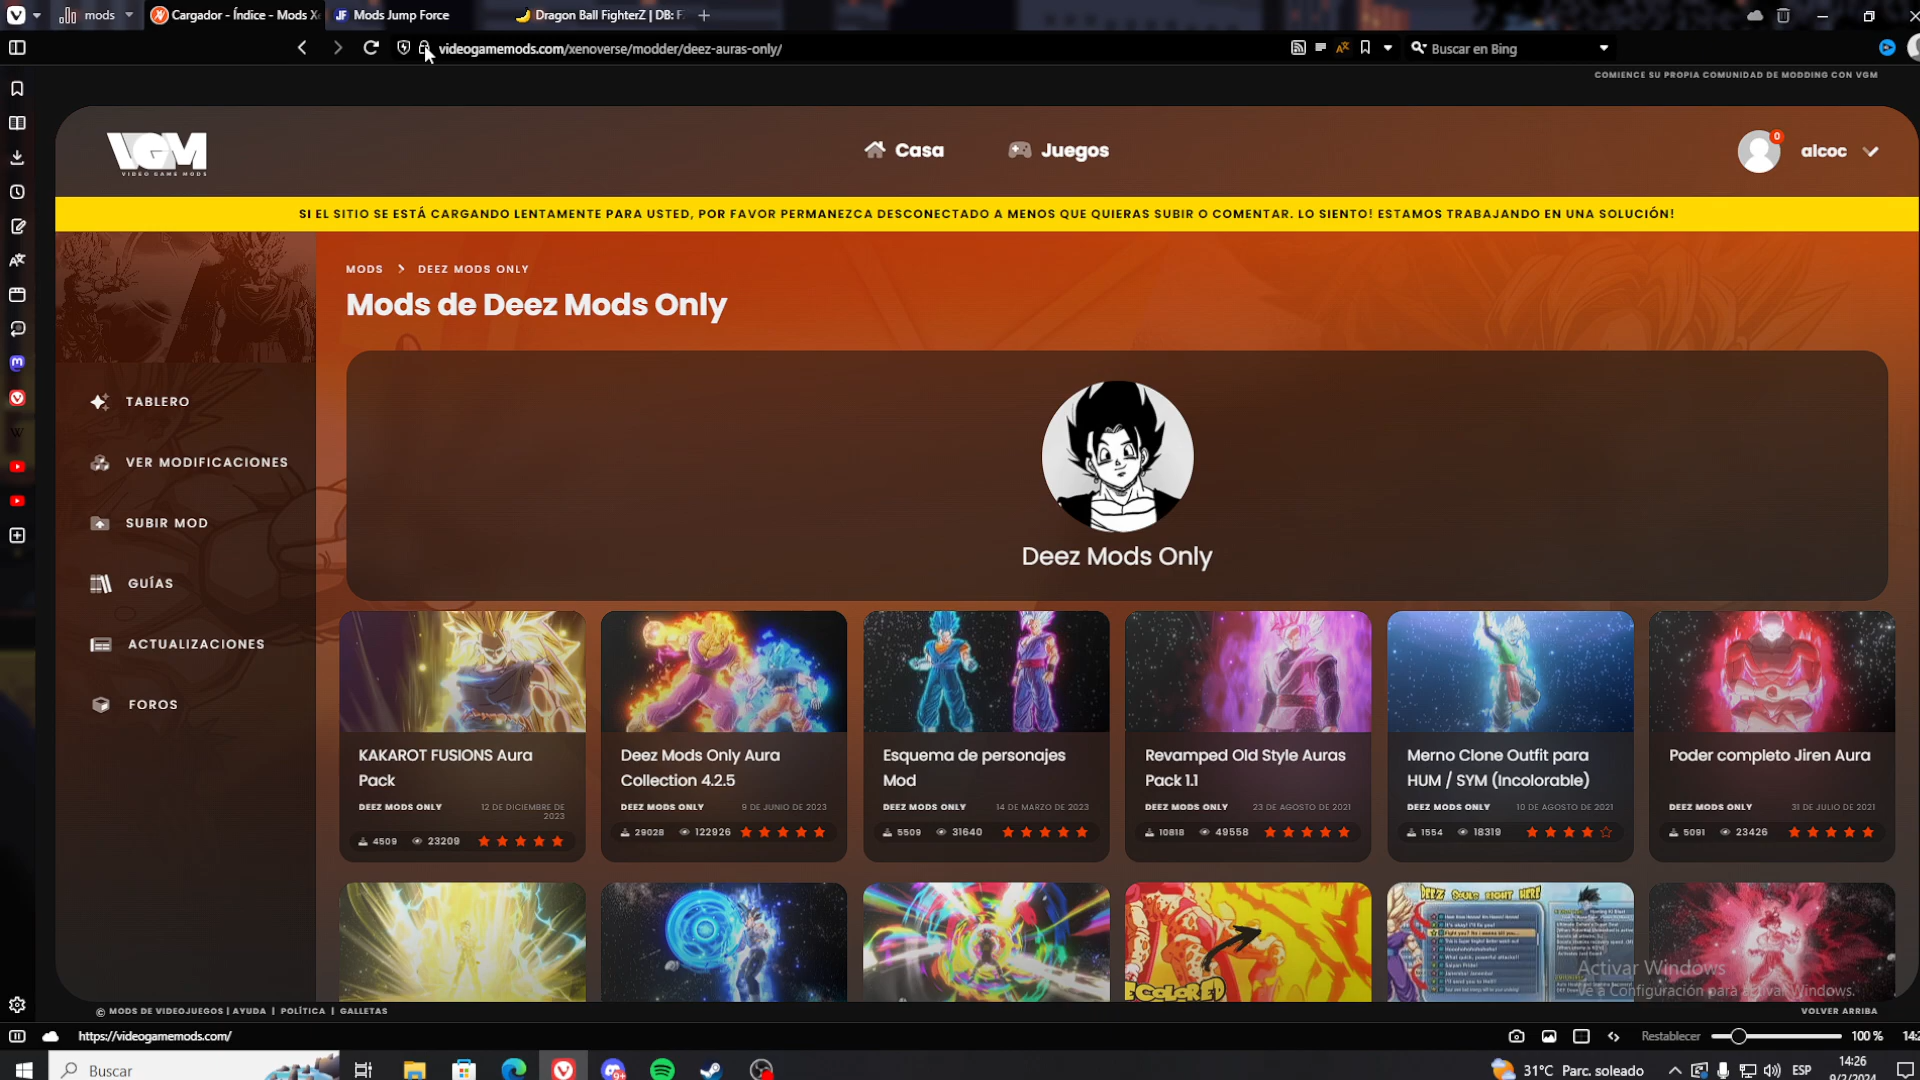 mods
Cargador - Índice - Mods X
Mods Jump Force
Dragon Ball FighterZ | DB: F
videogamemods.com/xenoverse/modder/deez-auras-only/
Buscar en Bing
COMIENCE SU PROPIA COMUNIDAD DE MODDING CON VGM
VGM
VIDEO GAME MODS
Casa
Juegos
0
alcoc
SI EL SITIO SE ESTÁ CARGANDO LENTAMENTE PARA USTED, POR FAVOR PERMANEZCA DESCONECTADO A MENOS QUE QUIERAS SUBIR O COMENTAR. LO SIENTO! ESTAMOS TRABAJANDO EN UNA SOLUCIÓN!
MODS > DEEZ MODS ONLY
Mods de Deez Mods Only
TABLERO
VER MODIFICACIONES
SUBIR MOD
GUÍAS
ACTUALIZACIONES
FOROS
Deez Mods Only
KAKAROT FUSIONS Aura
Pack
DEEZ MODS ONLY
12 DE DICIEMBRE DE
2023
4509 23209
Deez Mods Only Aura
Collection 4.2.5
DEEZ MODS ONLY
9 DE JUNIO DE 2023
29028 122926
Esquema de personajes
Mod
DEEZ MODS ONLY
14 DE MARZO DE 2023
5509 31640
Revamped Old Style Auras
Pack 1.1
DEEZ MODS ONLY
23 DE AGOSTO DE 2021
10818 49558
Merno Clone Outfit para
HUM / SYM (Incolorable)
DEEZ MODS ONLY
10 DE AGOSTO DE 2021
1554 18319
Poder completo Jiren Aura
DEEZ MODS ONLY
31 DE JULIO DE 2021
5091 23426
ECOLORED
DEEZ SOULS RIGHT HERE
Activar Windows
Ve a Configuración para activar Windows.
© MODS DE VIDEOJUEGOS | AYUDA | POLÍTICA | GALLETAS
VOLVER ARRIBA
https://videogamemods.com/
Restablecer
100 %
14:2
Buscar
31°C Parc. soleado
ESP
14:26
9/2/2024